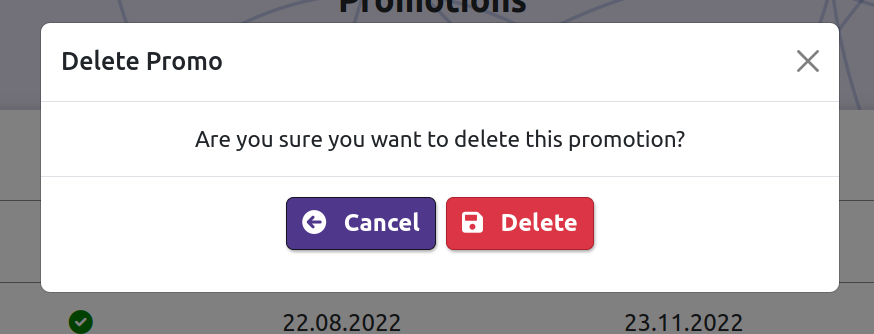 Promotions
Delete Promo
Are you sure you want to delete this promotion?
Cancel Delete
22.08.2022 23.11.2022